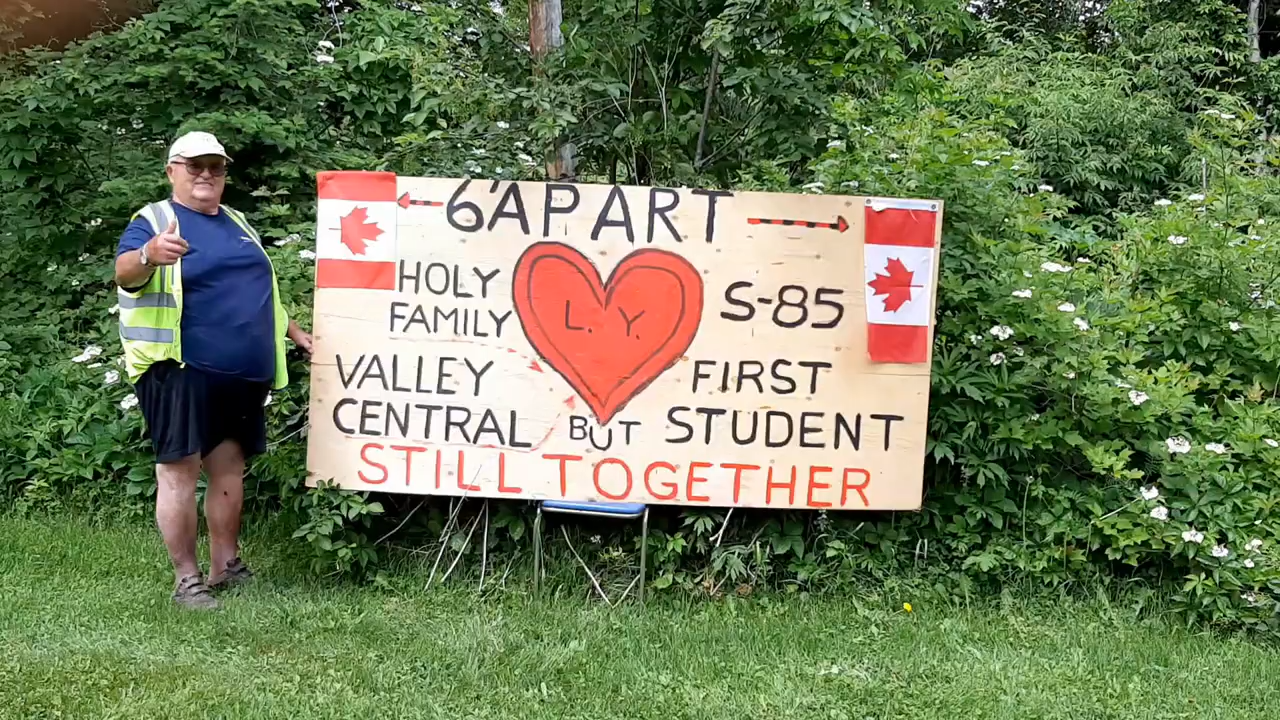 6' APART
HOLY
FAMILY
L. Y.
S-85
VALLEY
CENTRAL
BUT
FIRST
STUDENT
STILL TOGETHER